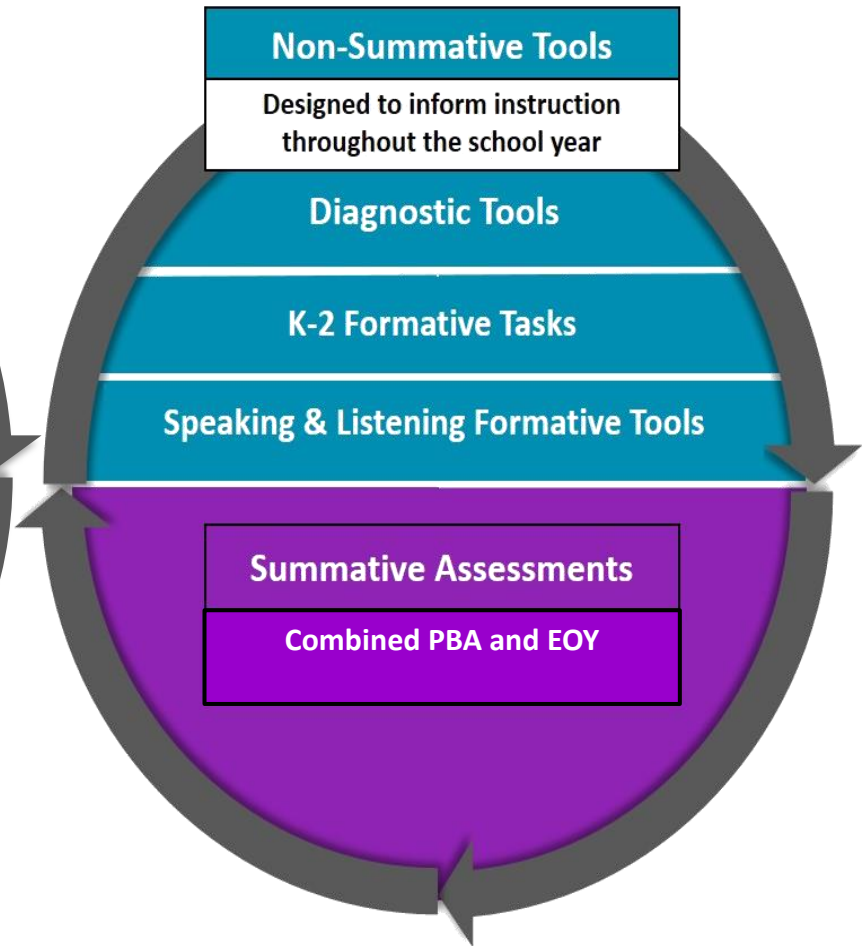 Non-Summative Tools
Designed to inform instruction
throughout the school year
Diagnostic Tools
K-2 Formative Tasks
Speaking & Listening Formative Tools
Summative Assessments
Combined PBA and EOY